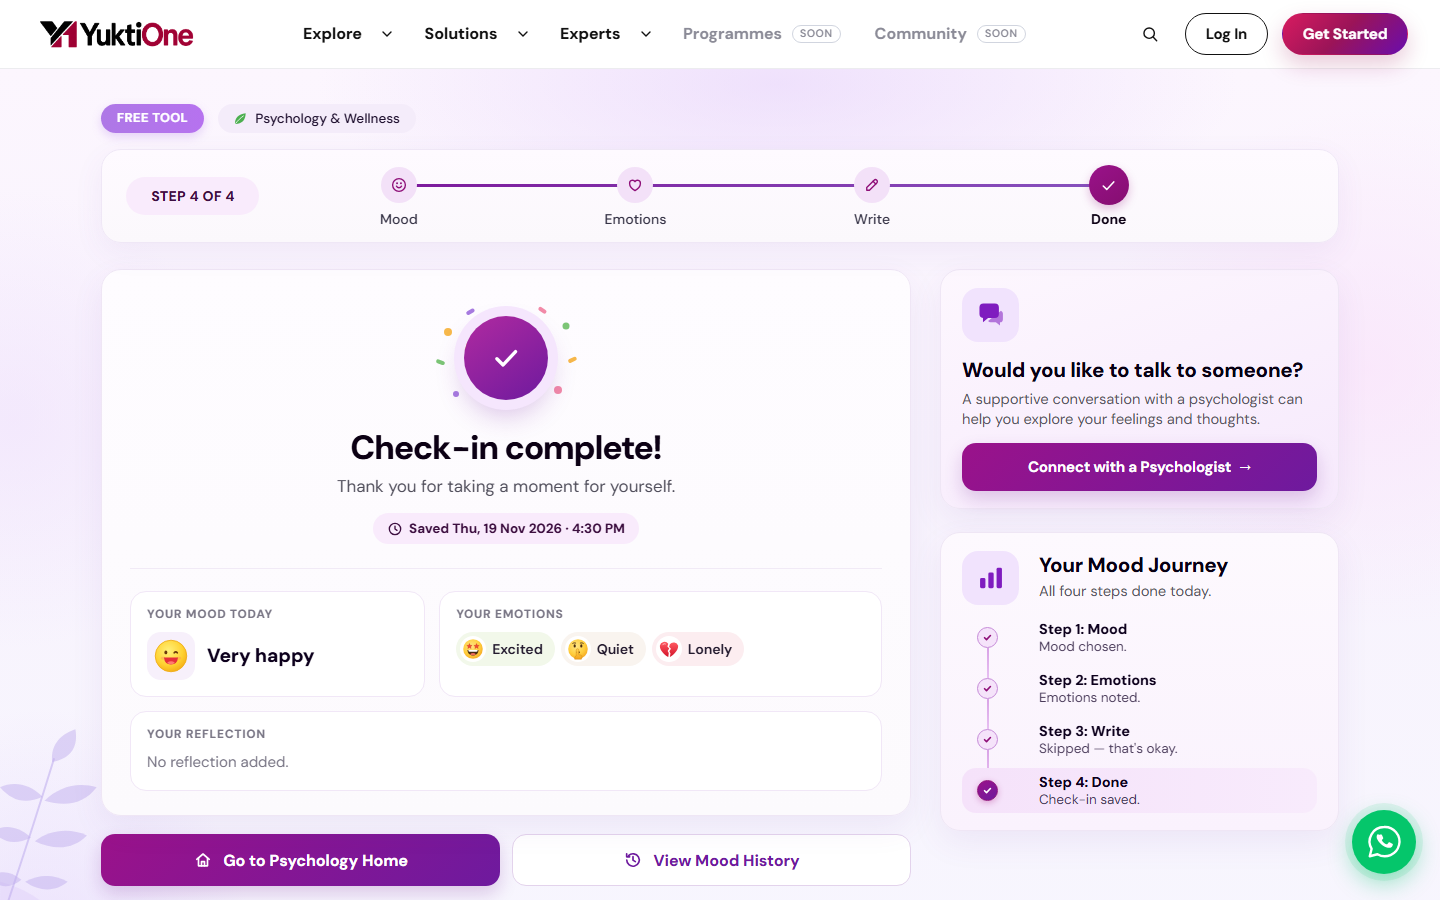 YuktiOne
Explore
Solutions
Experts
Programmes SOON
Community SOON
Log In
Get Started
FREE TOOL
Psychology & Wellness
STEP 4 OF 4
Mood
Emotions
Write
Done
Check-in complete!
Thank you for taking a moment for yourself.
Saved Thu, 19 Nov 2026 · 4:30 PM
YOUR MOOD TODAY
Very happy
YOUR EMOTIONS
Excited
Quiet
Lonely
YOUR REFLECTION
No reflection added.
Go to Psychology Home
View Mood History
Would you like to talk to someone?
A supportive conversation with a psychologist can
help you explore your feelings and thoughts.
Connect with a Psychologist →
Your Mood Journey
All four steps done today.
Step 1: Mood
Mood chosen.
Step 2: Emotions
Emotions noted.
Step 3: Write
Skipped — that's okay.
Step 4: Done
Check-in saved.